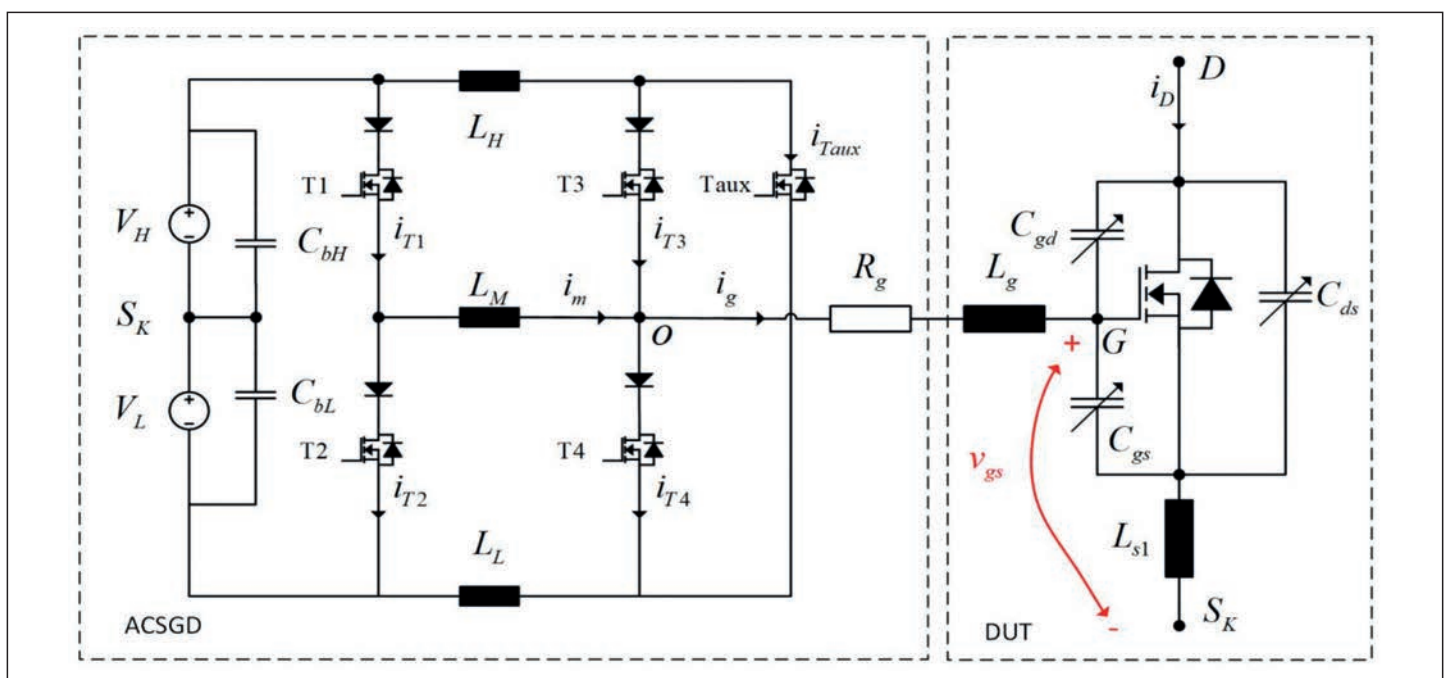 D
i_D
L_H
i_Taux
T1
T3
Taux
V_H
C_bH
i_T1
i_T3
C_gd
R_g
L_g
C_ds
S_K
L_M
i_m
i_g
o
+
G
V_L
C_bL
T2
T4
C_gs
v_gs
i_T2
i_T4
L_L
L_s1
-
S_K
ACSGD
DUT